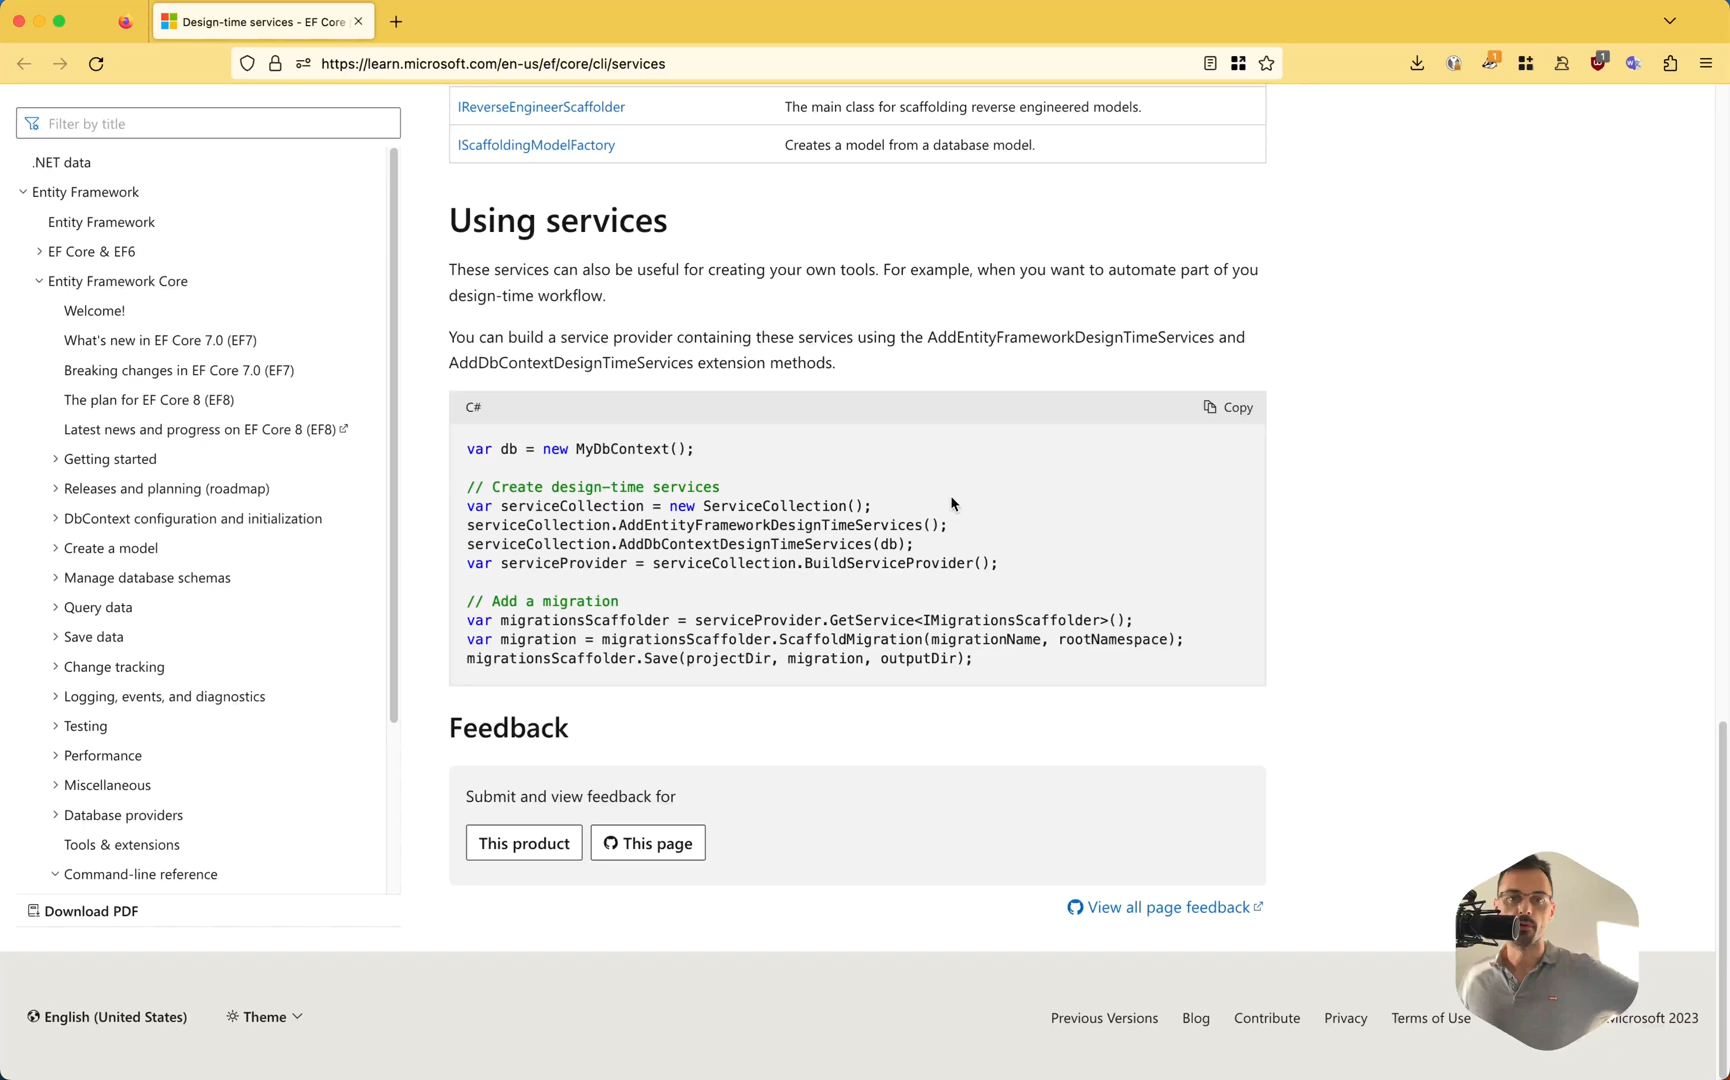 Design-time services - EF Core
https://learn.microsoft.com/en-us/ef/core/cli/services
1
1
Filter by title
.NET data
Entity Framework
Entity Framework
EF Core & EF6
Entity Framework Core
Welcome!
What's new in EF Core 7.0 (EF7)
Breaking changes in EF Core 7.0 (EF7)
The plan for EF Core 8 (EF8)
Latest news and progress on EF Core 8 (EF8)
Getting started
Releases and planning (roadmap)
DbContext configuration and initialization
Create a model
Manage database schemas
Query data
Save data
Change tracking
Logging, events, and diagnostics
Testing
Performance
Miscellaneous
Database providers
Tools & extensions
Command-line reference
Download PDF
IReverseEngineerScaffolder The main class for scaffolding reverse engineered models.
IScaffoldingModelFactory Creates a model from a database model.
Using services
These services can also be useful for creating your own tools. For example, when you want to automate part of you
design-time workflow.
You can build a service provider containing these services using the AddEntityFrameworkDesignTimeServices and
AddDbContextDesignTimeServices extension methods.
C# Copy
var db = new MyDbContext();
// Create design-time services
var serviceCollection = new ServiceCollection();
serviceCollection.AddEntityFrameworkDesignTimeServices();
serviceCollection.AddDbContextDesignTimeServices(db);
var serviceProvider = serviceCollection.BuildServiceProvider();
// Add a migration
var migrationsScaffolder = serviceProvider.GetService<IMigrationsScaffolder>();
var migration = migrationsScaffolder.ScaffoldMigration(migrationName, rootNamespace);
migrationsScaffolder.Save(projectDir, migration, outputDir);
Feedback
Submit and view feedback for
This product This page
View all page feedback
English (United States) Theme Previous Versions Blog Contribute Privacy Terms of Use 2023